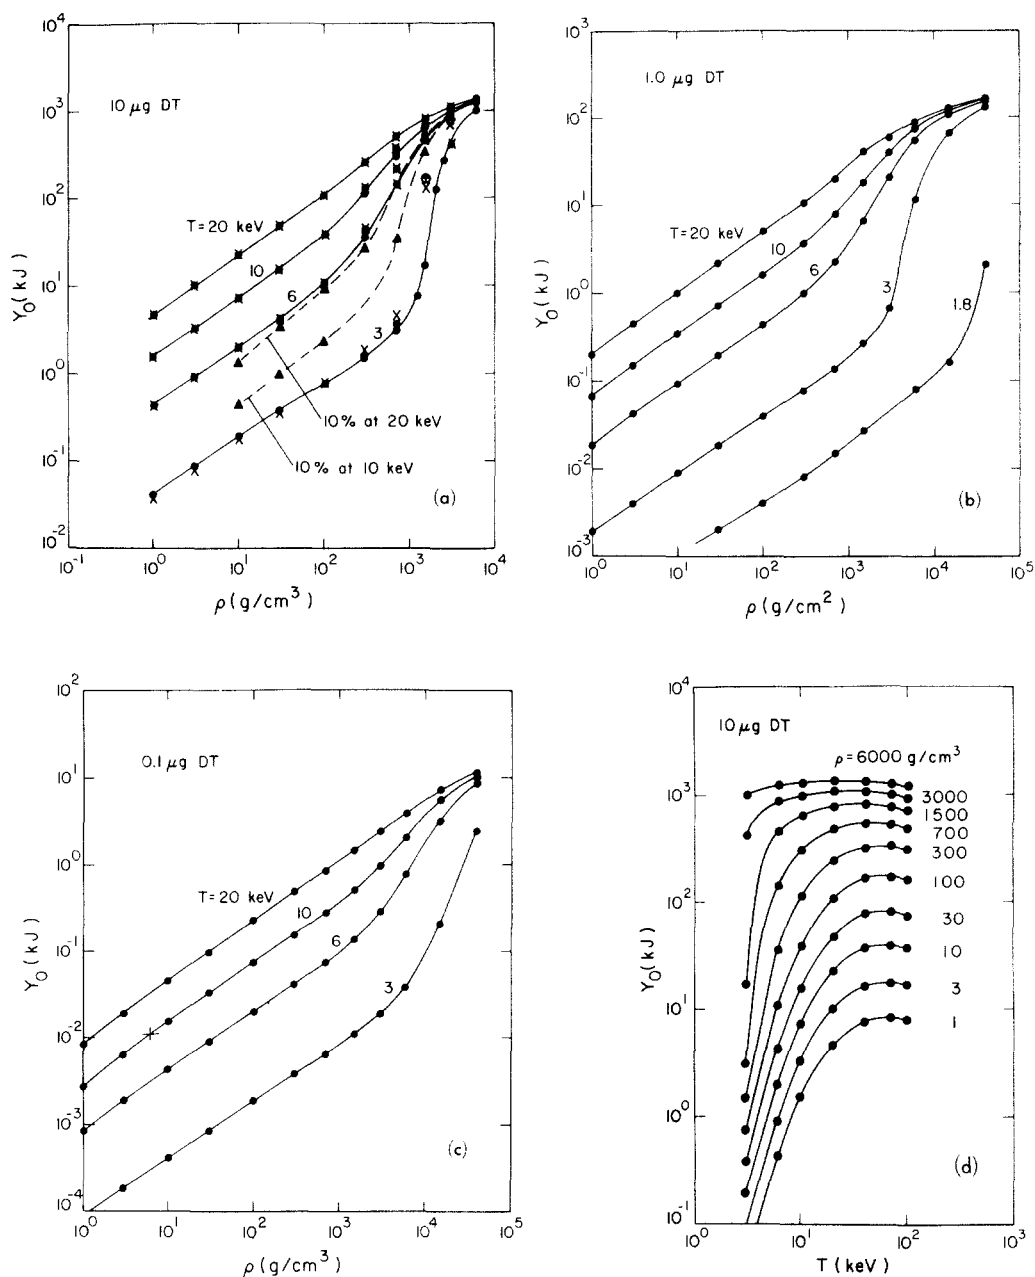 10⁴
10³
10²
10¹
10⁰
10⁻¹
10⁻²
Y₀(kJ)
10 μg DT
T=20 keV
10
6
3
10% at 20 keV
10% at 10 keV
(a)
10⁻¹ 10⁰ 10¹ 10² 10³ 10⁴
ρ(g/cm³)
10³
10²
10¹
10⁰
10⁻¹
10⁻²
10⁻³
Y₀(kJ)
1.0 μg DT
T=20 keV
10
6
3
1.8
(b)
10⁰ 10¹ 10² 10³ 10⁴ 10⁵
ρ(g/cm²)
10²
10¹
10⁰
10⁻¹
10⁻²
10⁻³
10⁻⁴
Y₀(kJ)
0.1 μg DT
T=20 keV
10
6
3
(c)
10⁰ 10¹ 10² 10³ 10⁴ 10⁵
ρ(g/cm³)
10⁴
10³
10²
10¹
10⁰
10⁻¹
Y₀(kJ)
10 μg DT
ρ=6000 g/cm³
3000
1500
700
300
100
30
10
3
1
(d)
10⁰ 10¹ 10² 10³
T (keV)